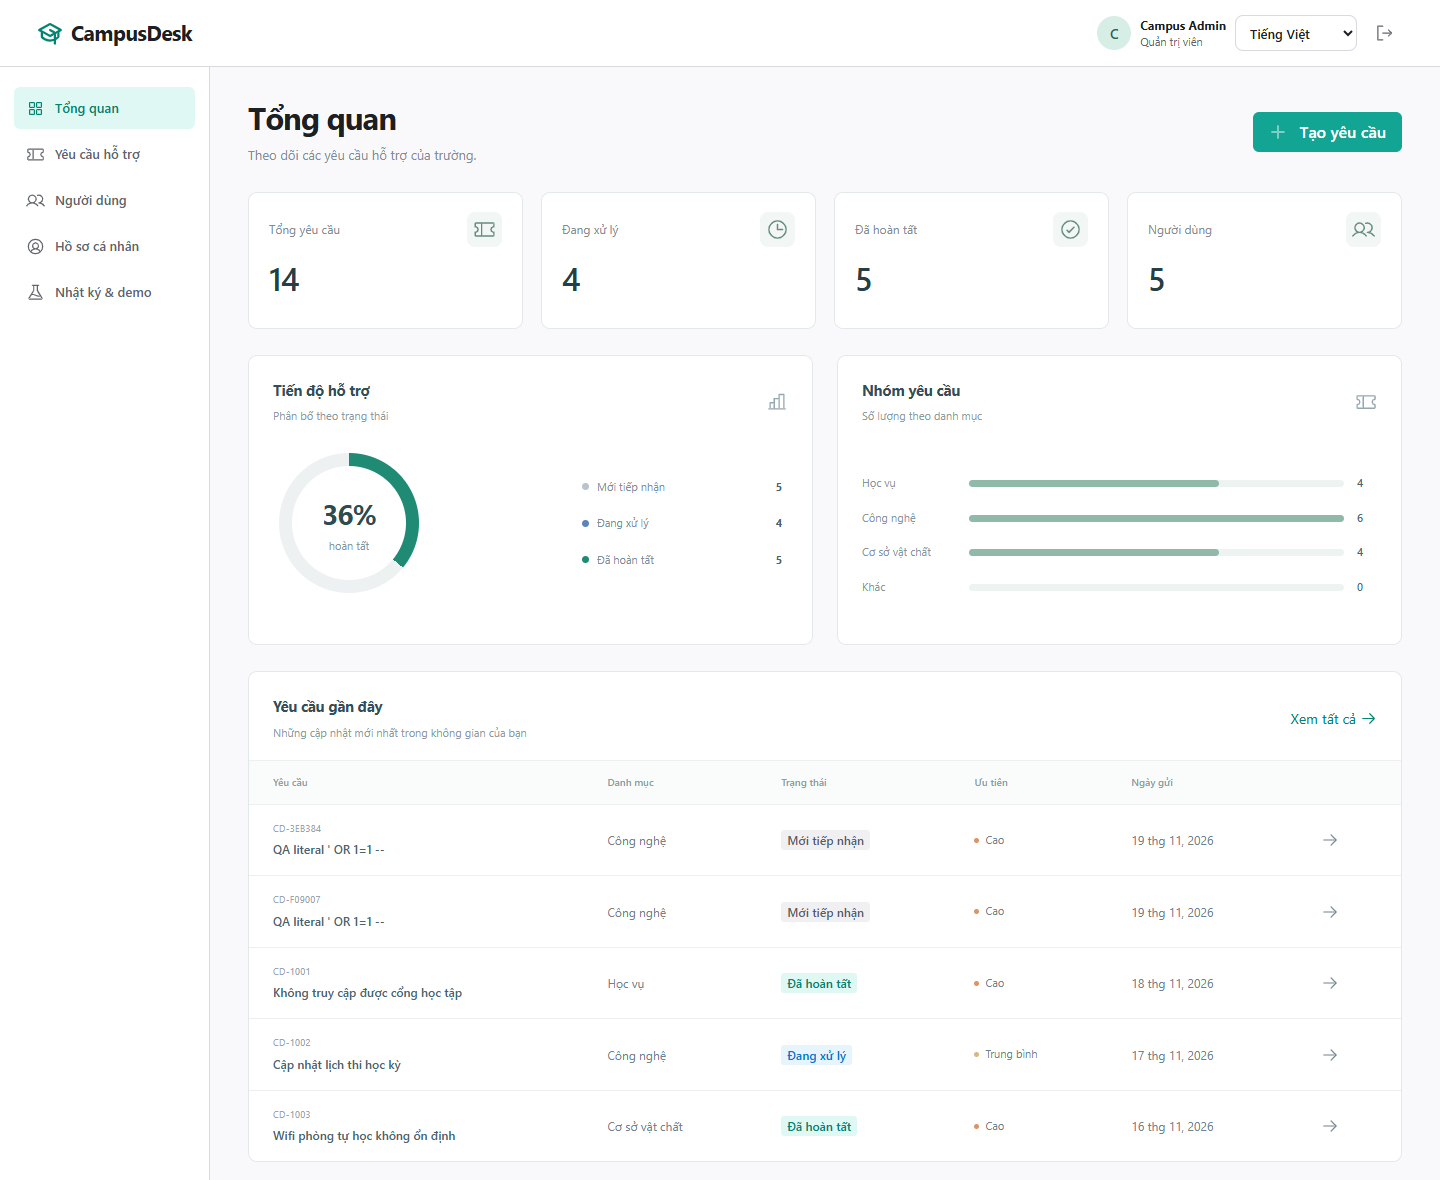 CampusDesk
C
Campus Admin
Quản trị viên
Tiếng Việt
Tổng quan
Yêu cầu hỗ trợ
Người dùng
Hồ sơ cá nhân
Nhật ký & demo
Tổng quan
Theo dõi các yêu cầu hỗ trợ của trường.
Tạo yêu cầu
Tổng yêu cầu
14
Đang xử lý
4
Đã hoàn tất
5
Người dùng
5
Tiến độ hỗ trợ
Phân bố theo trạng thái
36%
hoàn tất
Mới tiếp nhận 5
Đang xử lý 4
Đã hoàn tất 5
Nhóm yêu cầu
Số lượng theo danh mục
Học vụ 4
Công nghệ 6
Cơ sở vật chất 4
Khác 0
Yêu cầu gần đây
Những cập nhật mới nhất trong không gian của bạn
Xem tất cả
Yêu cầu Danh mục Trạng thái Ưu tiên Ngày gửi
CD-3EB384
QA literal ' OR 1=1 -- Công nghệ Mới tiếp nhận Cao 19 thg 11, 2026
CD-F09007
QA literal ' OR 1=1 -- Công nghệ Mới tiếp nhận Cao 19 thg 11, 2026
CD-1001
Không truy cập được cổng học tập Học vụ Đã hoàn tất Cao 18 thg 11, 2026
CD-1002
Cập nhật lịch thi học kỳ Công nghệ Đang xử lý Trung bình 17 thg 11, 2026
CD-1003
Wifi phòng tự học không ổn định Cơ sở vật chất Đã hoàn tất Cao 16 thg 11, 2026